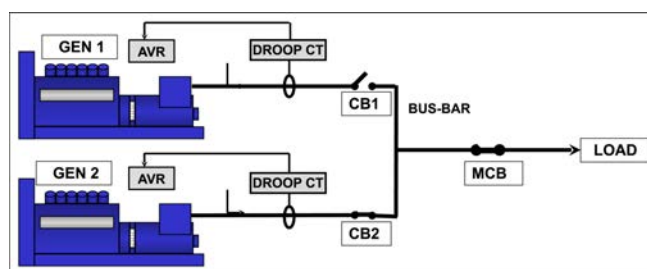 GEN 1
AVR
DROOP CT
CB1
BUS-BAR
MCB
LOAD
GEN 2
AVR
DROOP CT
CB2